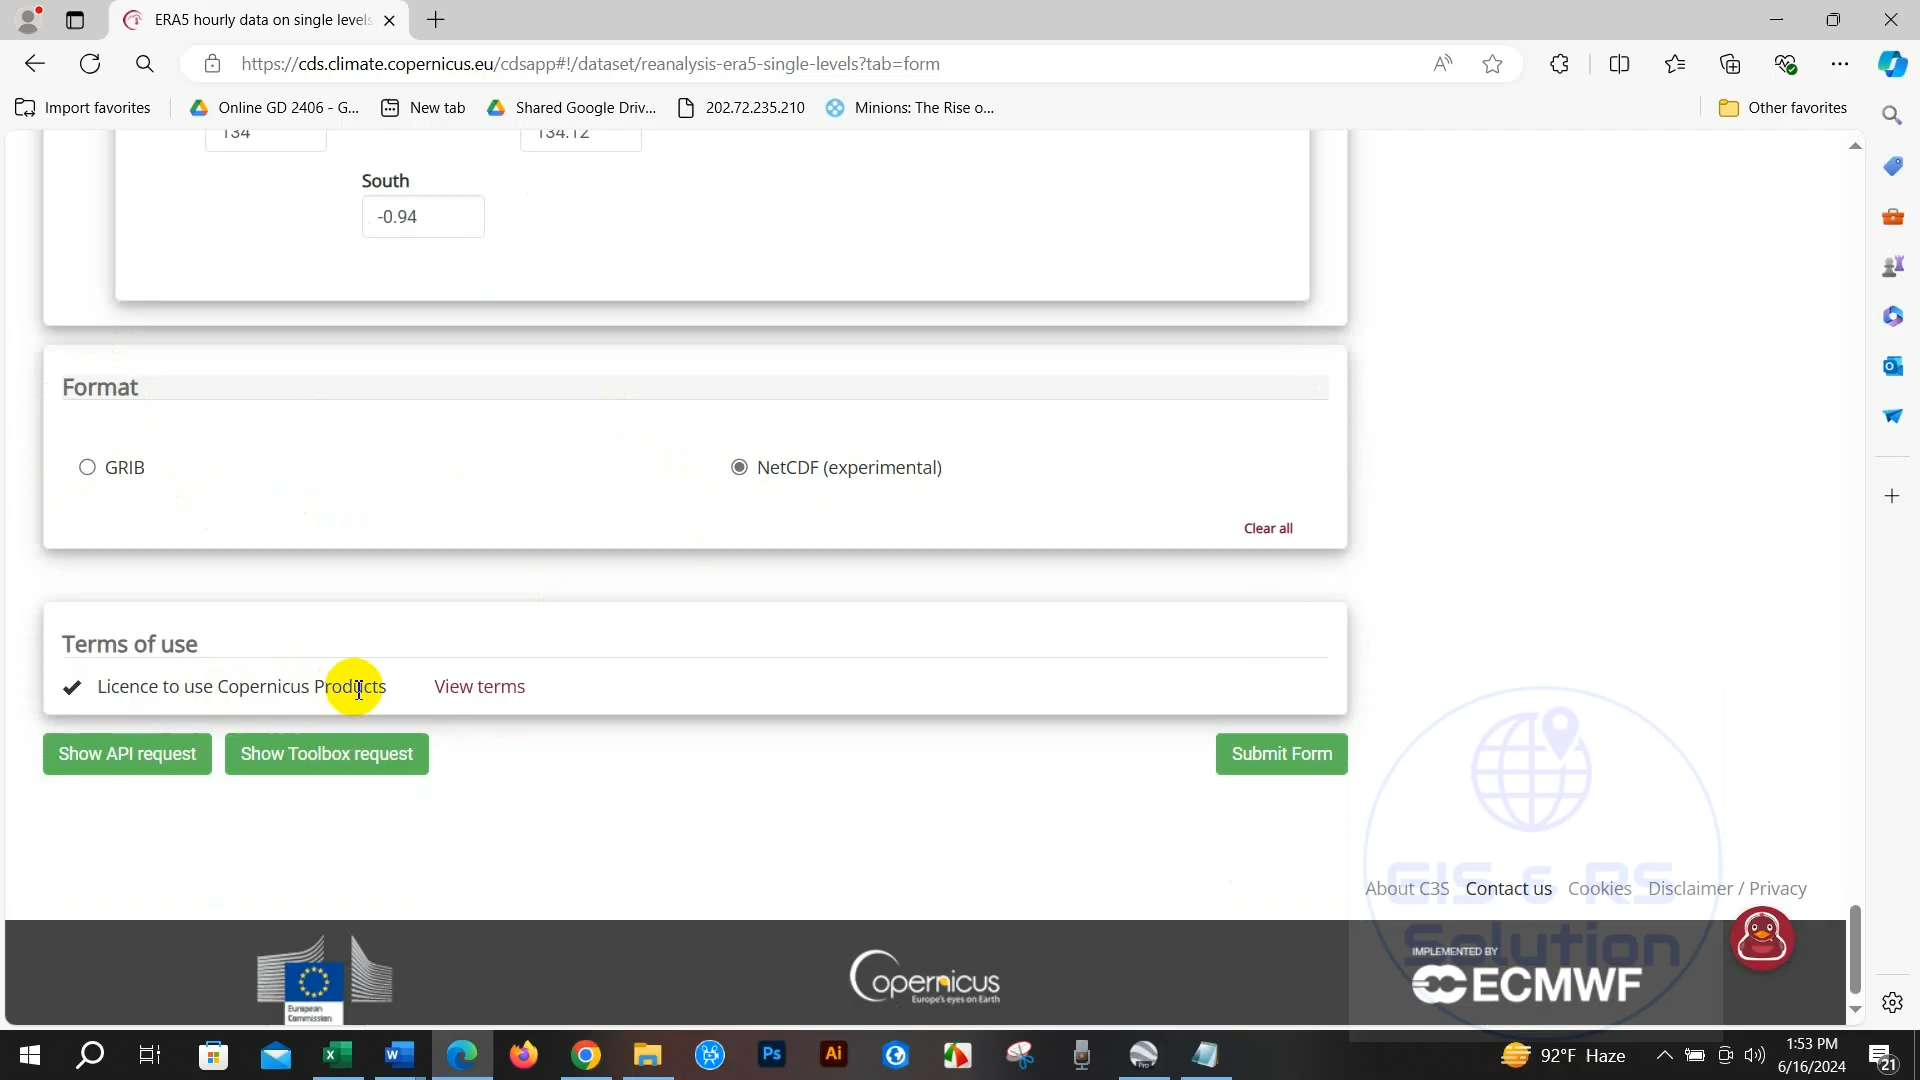 ERA5 hourly data on single levels
https://cds.climate.copernicus.eu/cdsapp#!/dataset/reanalysis-era5-single-levels?tab=form
Import favorites
Online GD 2406 - G...
New tab
Shared Google Driv...
202.72.235.210
Minions: The Rise o...
Other favorites
134
134.12
South
-0.94
Format
GRIB
NetCDF (experimental)
Clear all
Terms of use
Licence to use Copernicus Products
View terms
Show API request
Show Toolbox request
Submit Form
About C3S
Contact us
Cookies
Disclaimer / Privacy
GIS & RS
Solution
European
Commission
opernicus
Europe's eyes on Earth
IMPLEMENTED BY
ECMWF
Ps
Ai
Pro
92°F Haze
1:53 PM
6/16/2024
21